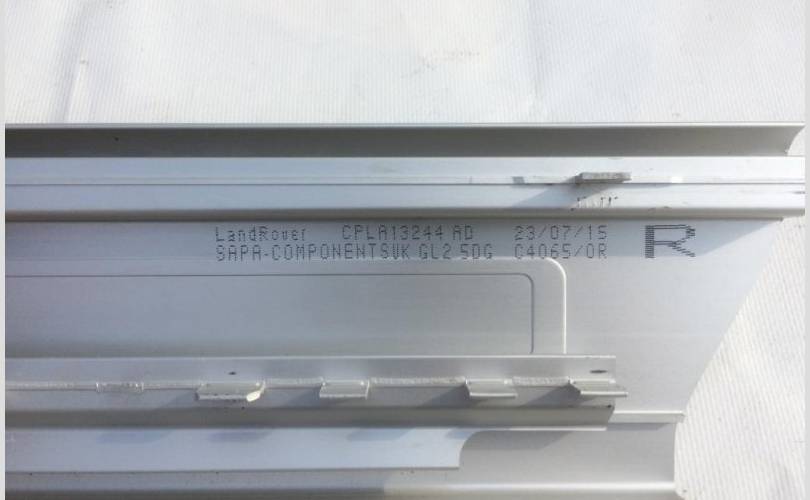 LandRover CPLA13244 AD 23/07/15 R
SAPA-COMPONENTSUK GL2 5DG C4065/0R